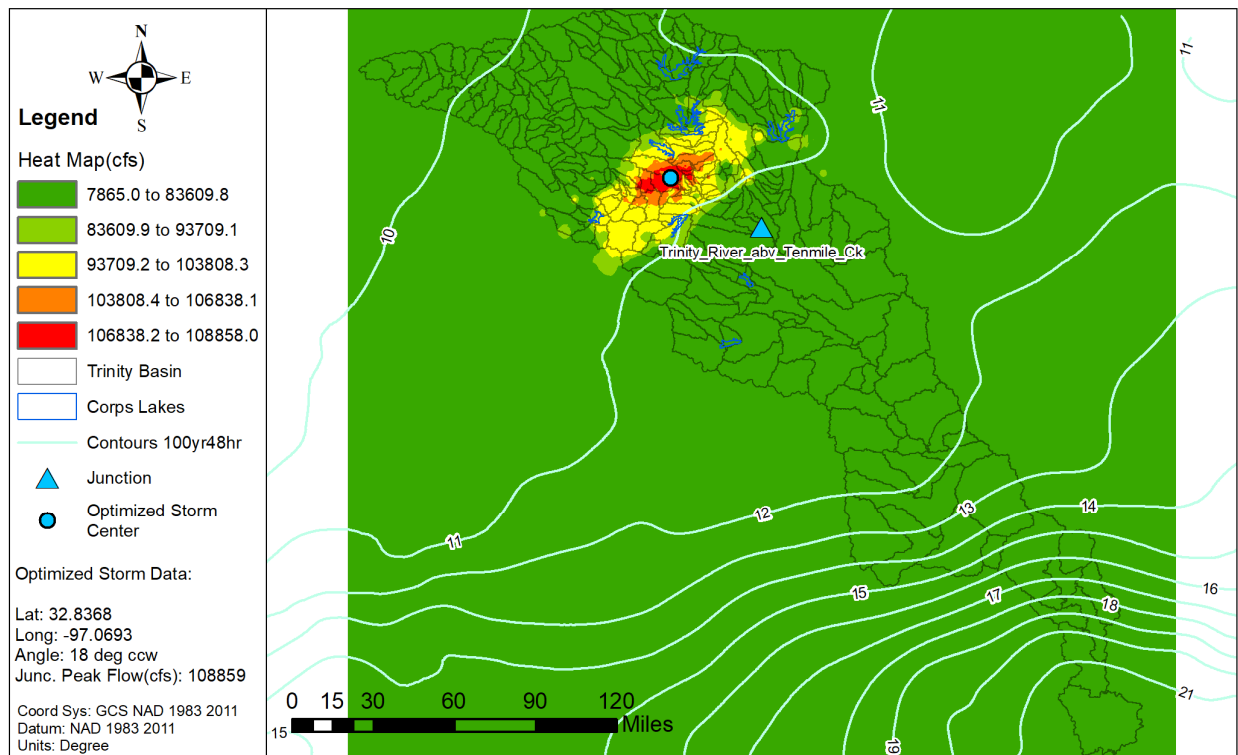 N
W
E
S
Legend
Heat Map(cfs)
7865.0 to 83609.8
83609.9 to 93709.1
93709.2 to 103808.3
103808.4 to 106838.1
106838.2 to 108858.0
Trinity Basin
Corps Lakes
Contours 100yr48hr
Junction
Optimized Storm
Center
Optimized Storm Data:
Lat: 32.8368
Long: -97.0693
Angle: 18 deg ccw
Junc. Peak Flow(cfs): 108859
Coord Sys: GCS NAD 1983 2011
Datum: NAD 1983 2011
Units: Degree
11
11
10
Trinity_River_abv_Tenmile_Ck
11
12
13
14
15
16
17
18
19
21
15
0 15 30 60 90 120
Miles